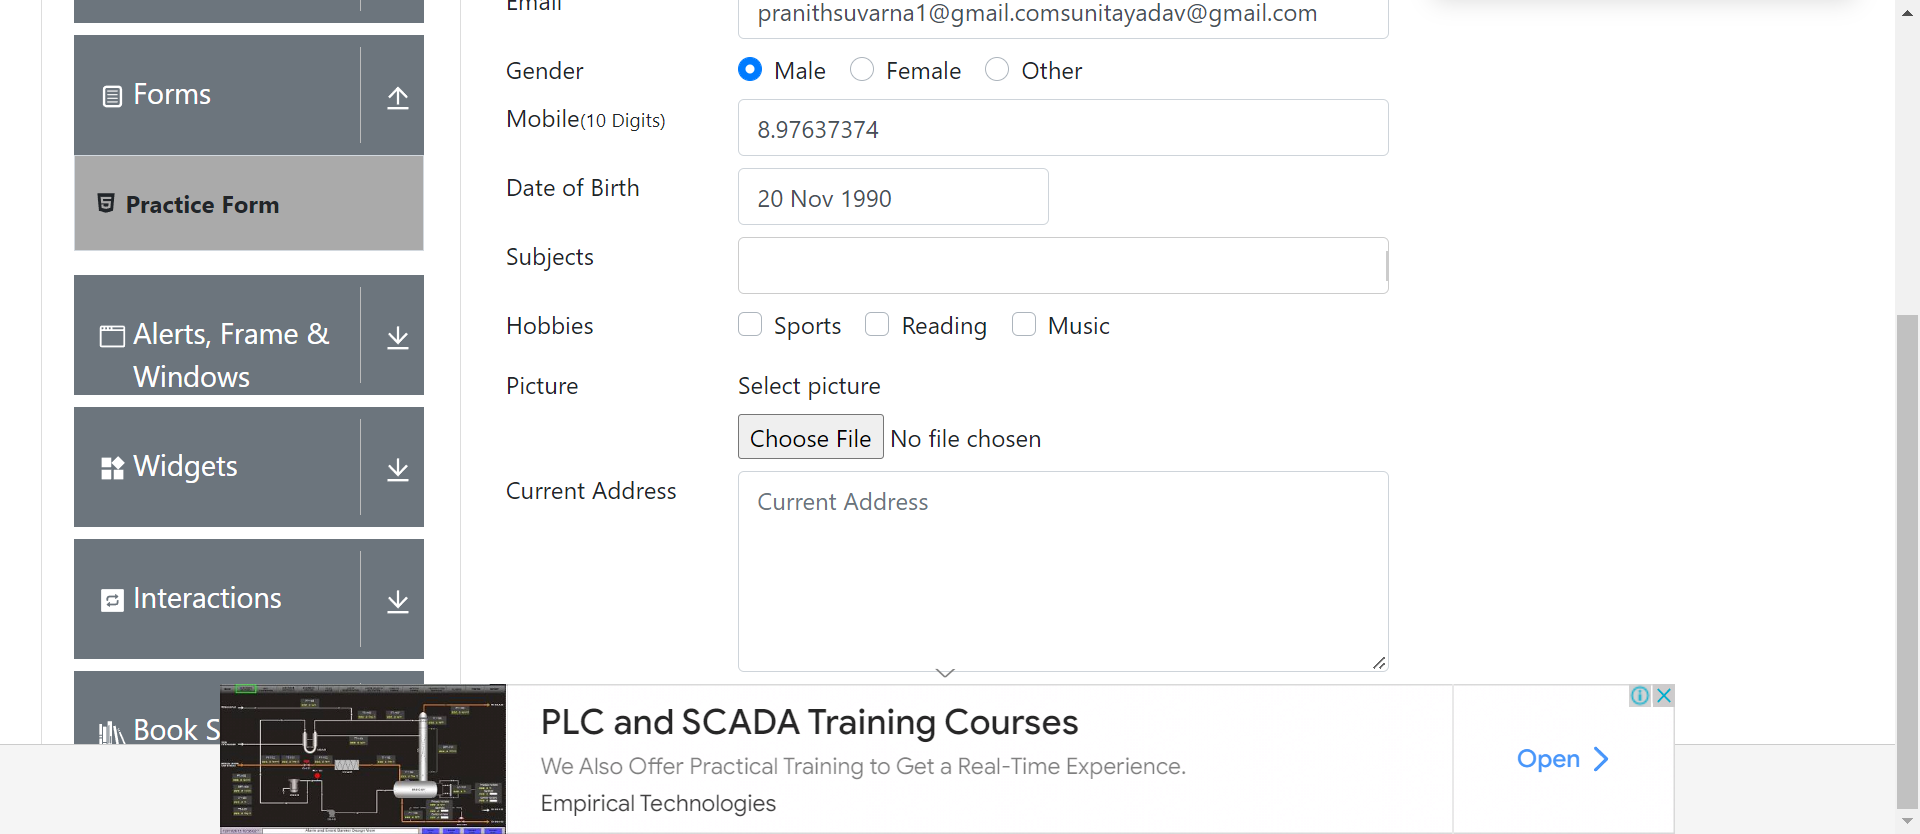 Email
pranithsuvarna1@gmail.comsunitayadav@gmail.com
Forms
Gender
Male
Female
Other
Mobile(10 Digits)
8.97637374
Practice Form
Date of Birth
20 Nov 1990
Subjects
Alerts, Frame &
Windows
Hobbies
Sports
Reading
Music
Picture
Select picture
Choose File No file chosen
Widgets
Current Address
Current Address
Interactions
Book S
PLC and SCADA Training Courses
We Also Offer Practical Training to Get a Real-Time Experience.
Empirical Technologies
Open